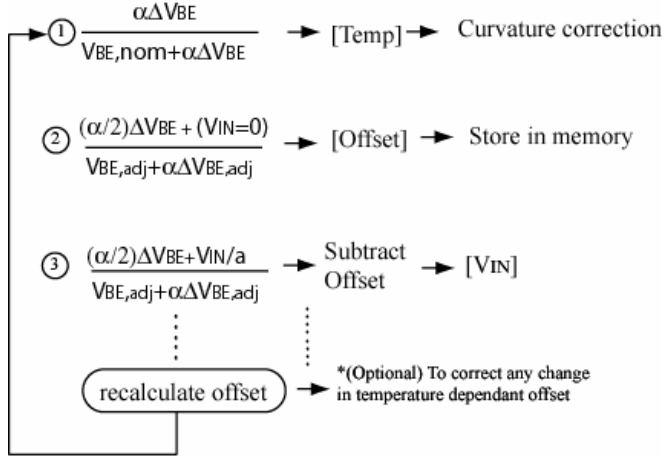 ① αΔVBE
VBE,nom+αΔVBE
[Temp]
Curvature correction
② (α/2)ΔVBE + (VIN=0)
VBE,adj+αΔVBE,adj
[Offset]
Store in memory
③ (α/2)ΔVBE+VIN/a
VBE,adj+αΔVBE,adj
Subtract
Offset
[VIN]
recalculate offset
*(Optional) To correct any change
in temperature dependant offset